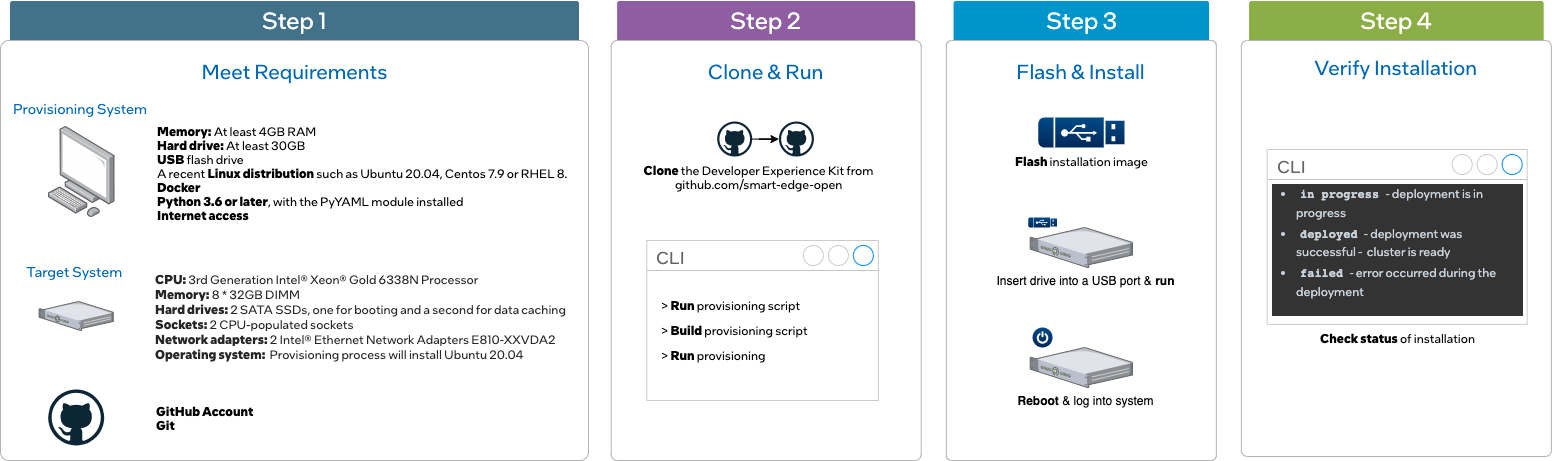 Step 1
Meet Requirements
Provisioning System
Memory: At least 4GB RAM
Hard drive: At least 30GB
USB flash drive
A recent Linux distribution such as Ubuntu 20.04, Centos 7.9 or RHEL 8.
Docker
Python 3.6 or later, with the PyYAML module installed
Internet access
Target System
CPU: 3rd Generation Intel® Xeon® Gold 6338N Processor
Memory: 8 * 32GB DIMM
Hard drives: 2 SATA SSDs, one for booting and a second for data caching
Sockets: 2 CPU-populated sockets
Network adapters: 2 Intel® Ethernet Network Adapters E810-XXVDA2
Operating system: Provisioning process will install Ubuntu 20.04
GitHub Account
Git
Step 2
Clone & Run
Clone the Developer Experience Kit from
github.com/smart-edge-open
CLI
> Run provisioning script
> Build provisioning script
> Run provisioning
Step 3
Flash & Install
Flash installation image
Insert drive into a USB port & run
Reboot & log into system
Step 4
Verify Installation
CLI
• in progress - deployment is in
progress
• deployed - deployment was
successful - cluster is ready
• failed - error occurred during the
deployment
Check status of installation